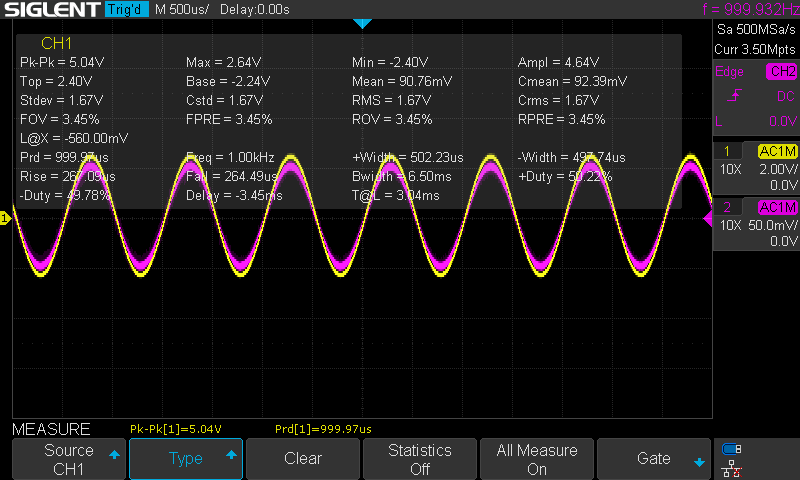 SIGLENT Trig'd M 500us/ Delay:0.00s f = 999.932Hz
Sa 500MSa/s
Curr 3.50Mpts
CH1
Pk-Pk = 5.04V Max = 2.64V Min = -2.40V Ampl = 4.64V
Top = 2.40V Base = -2.24V Mean = 90.76mV Cmean = 92.39mV
Stdev = 1.67V Cstd = 1.67V RMS = 1.67V Crms = 1.67V
FOV = 3.45% FPRE = 3.45% ROV = 3.45% RPRE = 3.45%
L@X = -560.00mV
Prd = 999.97us Freq = 1.00kHz +Width = 502.23us -Width = 497.74us
Rise = 267.09us Fall = 264.49us Bwidth = 6.50ms +Duty = 50.22%
-Duty = 49.78% Delay = -3.45ms T@L = 3.04ms
Edge CH2
DC
L 0.0V
1 AC1M
10X 2.00V/
0.0V
2 AC1M
10X 50.0mV/
0.0V
1
MEASURE Pk-Pk[1]=5.04V Prd[1]=999.97us
Source
CH1
Type
Clear
Statistics
Off
All Measure
On
Gate